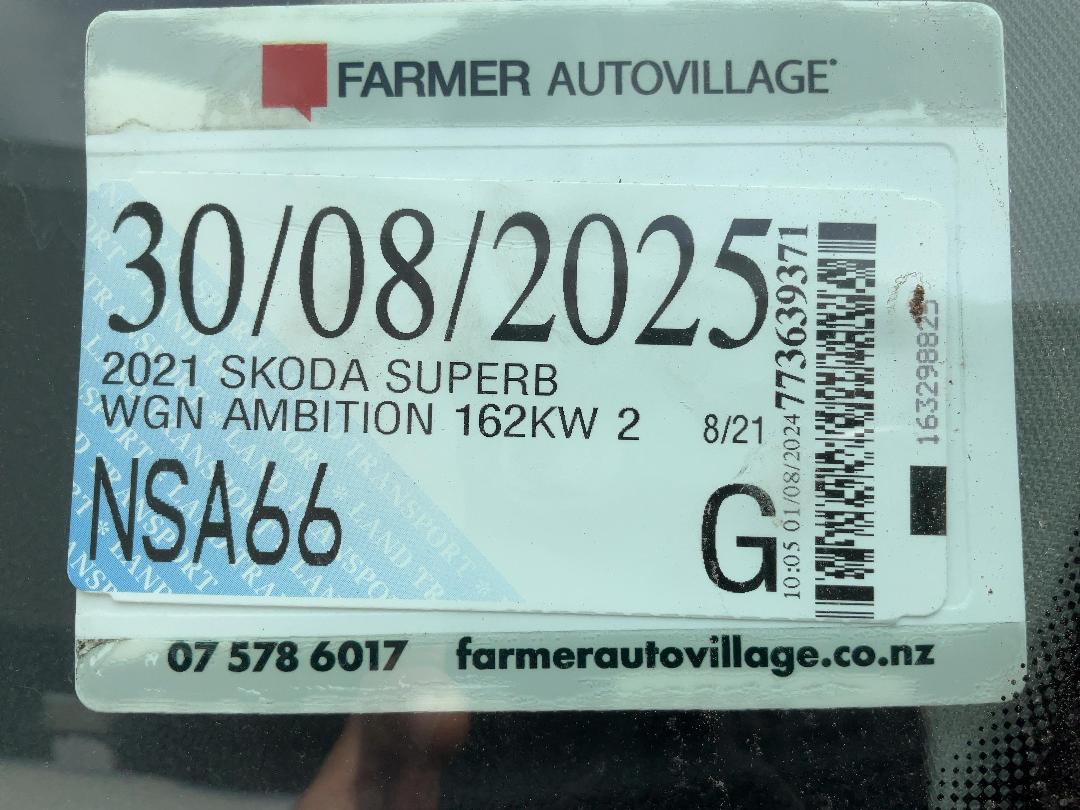 FARMER AUTOVILLAGE
30/08/2025
2021 SKODA SUPERB
WGN AMBITION 162KW 2 8/21
NSA66 G
10:05 01/08/2024 773639371
163298825
07 578 6017 farmerautovillage.co.nz